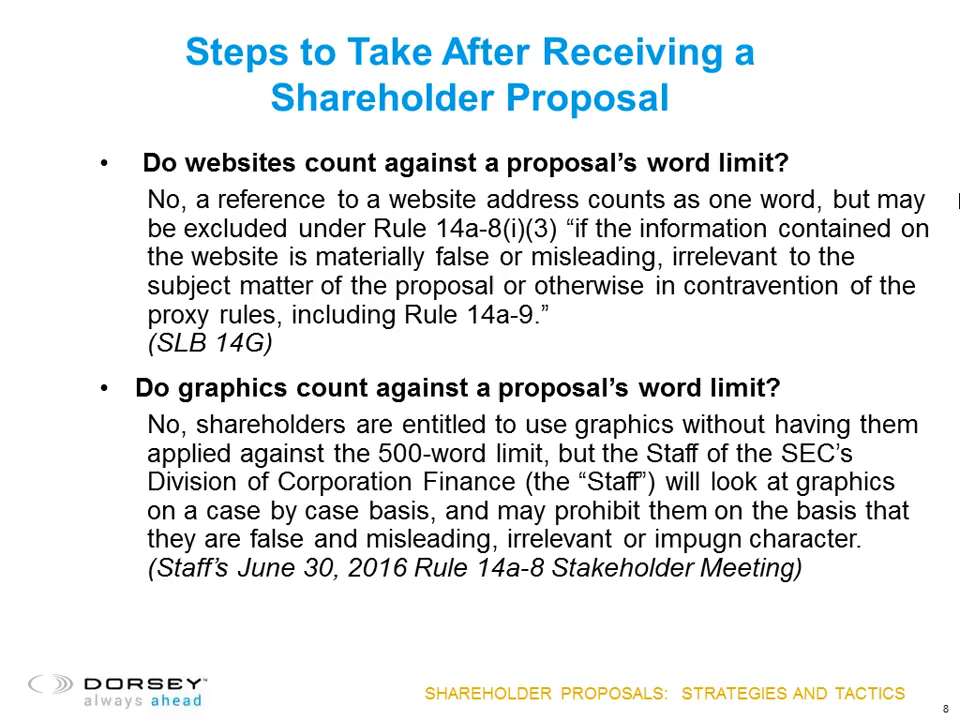 Steps to Take After Receiving a
Shareholder Proposal
• Do websites count against a proposal’s word limit?
No, a reference to a website address counts as one word, but may
be excluded under Rule 14a-8(i)(3) “if the information contained on
the website is materially false or misleading, irrelevant to the
subject matter of the proposal or otherwise in contravention of the
proxy rules, including Rule 14a-9.”
(SLB 14G)
• Do graphics count against a proposal’s word limit?
No, shareholders are entitled to use graphics without having them
applied against the 500-word limit, but the Staff of the SEC’s
Division of Corporation Finance (the “Staff”) will look at graphics
on a case by case basis, and may prohibit them on the basis that
they are false and misleading, irrelevant or impugn character.
(Staff’s June 30, 2016 Rule 14a-8 Stakeholder Meeting)
DORSEY™
always ahead
SHAREHOLDER PROPOSALS: STRATEGIES AND TACTICS
8